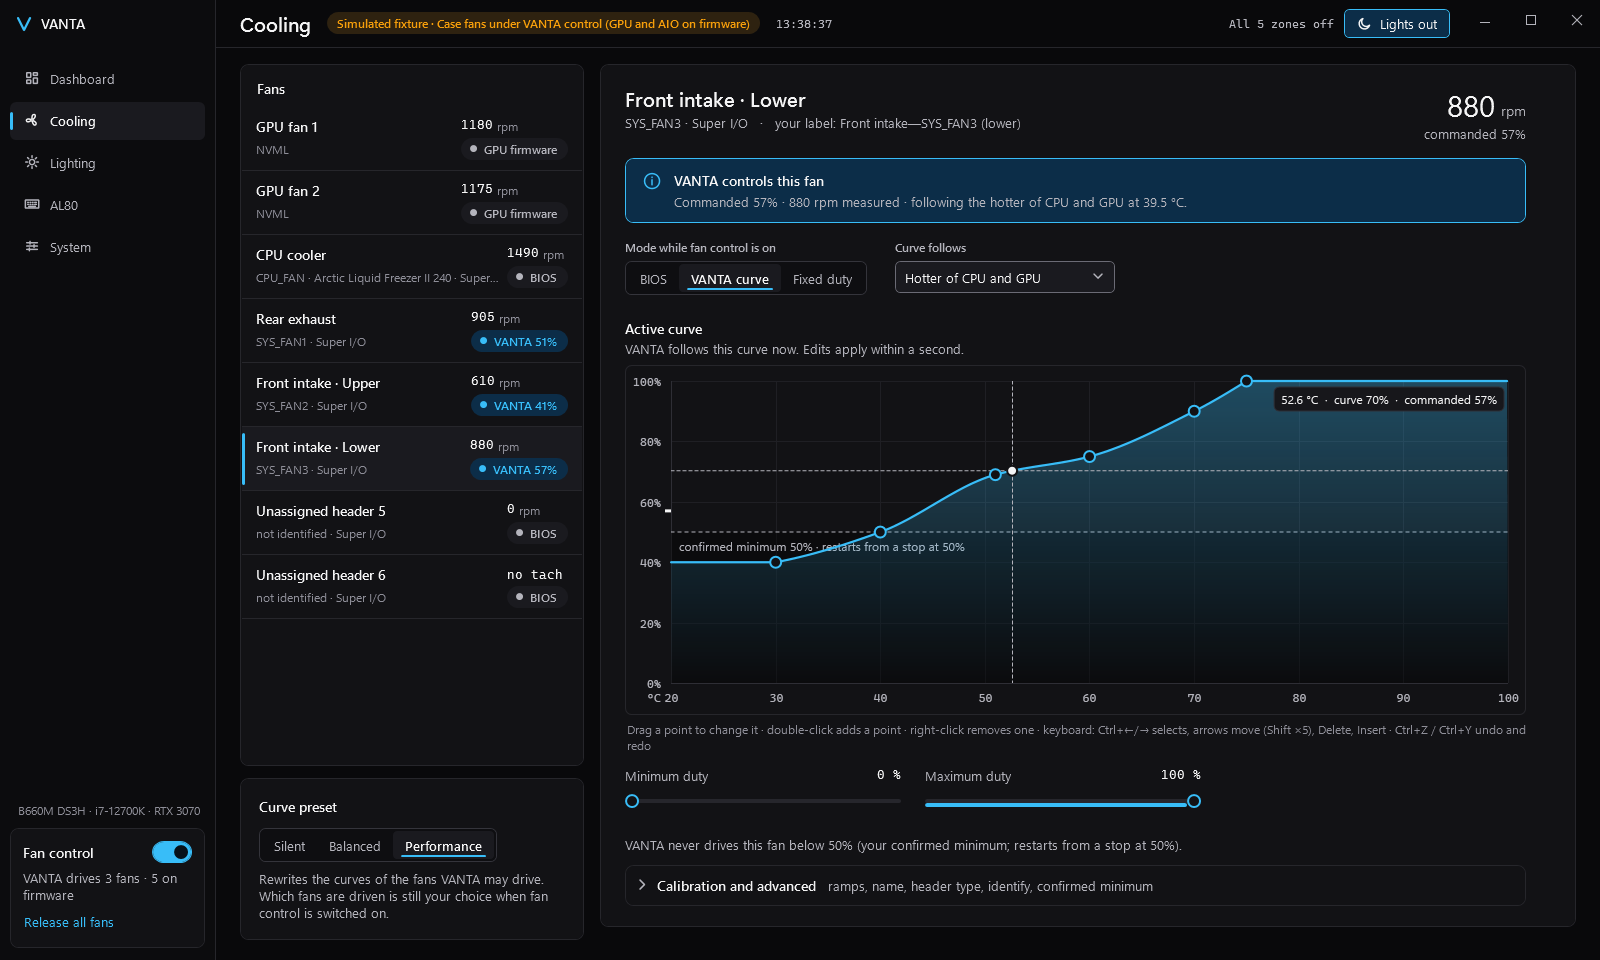 VANTA
Cooling
Simulated fixture · Case fans under VANTA control (GPU and AIO on firmware)
13:38:37
All 5 zones off
Lights out
Dashboard
Cooling
Lighting
AL80
System
B660M DS3H · i7-12700K · RTX 3070
Fan control
VANTA drives 3 fans · 5 on
firmware
Release all fans
Fans
GPU fan 1
1180 rpm
NVML
GPU firmware
GPU fan 2
1175 rpm
NVML
GPU firmware
CPU cooler
1490 rpm
CPU_FAN · Arctic Liquid Freezer II 240 · Super...
BIOS
Rear exhaust
905 rpm
SYS_FAN1 · Super I/O
VANTA 51%
Front intake · Upper
610 rpm
SYS_FAN2 · Super I/O
VANTA 41%
Front intake · Lower
880 rpm
SYS_FAN3 · Super I/O
VANTA 57%
Unassigned header 5
0 rpm
not identified · Super I/O
BIOS
Unassigned header 6
no tach
not identified · Super I/O
BIOS
Curve preset
Silent
Balanced
Performance
Rewrites the curves of the fans VANTA may drive.
Which fans are driven is still your choice when fan
control is switched on.
Front intake · Lower
SYS_FAN3 · Super I/O · your label: Front intake—SYS_FAN3 (lower)
880 rpm
commanded 57%
VANTA controls this fan
Commanded 57% · 880 rpm measured · following the hotter of CPU and GPU at 39.5 °C.
Mode while fan control is on
BIOS
VANTA curve
Fixed duty
Curve follows
Hotter of CPU and GPU
Active curve
VANTA follows this curve now. Edits apply within a second.
100%
80%
60%
40%
20%
0%
52.6 °C · curve 70% · commanded 57%
confirmed minimum 50% · restarts from a stop at 50%
°C 20 30 40 50 60 70 80 90 100
Drag a point to change it · double-click adds a point · right-click removes one · keyboard: Ctrl+←/→ selects, arrows move (Shift ×5), Delete, Insert · Ctrl+Z / Ctrl+Y undo and
redo
Minimum duty
0 %
Maximum duty
100 %
VANTA never drives this fan below 50% (your confirmed minimum; restarts from a stop at 50%).
Calibration and advanced
ramps, name, header type, identify, confirmed minimum